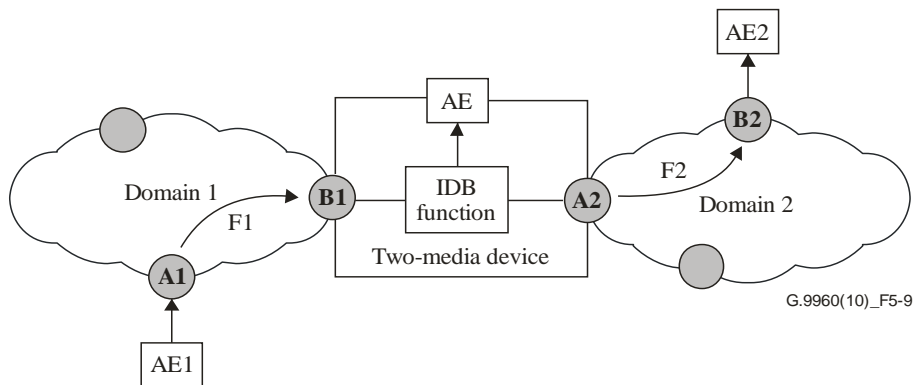 AE2
AE
B2
F2
Domain 1
B1
IDB
function
A2
Domain 2
F1
Two-media device
A1
G.9960(10)_F5-9
AE1